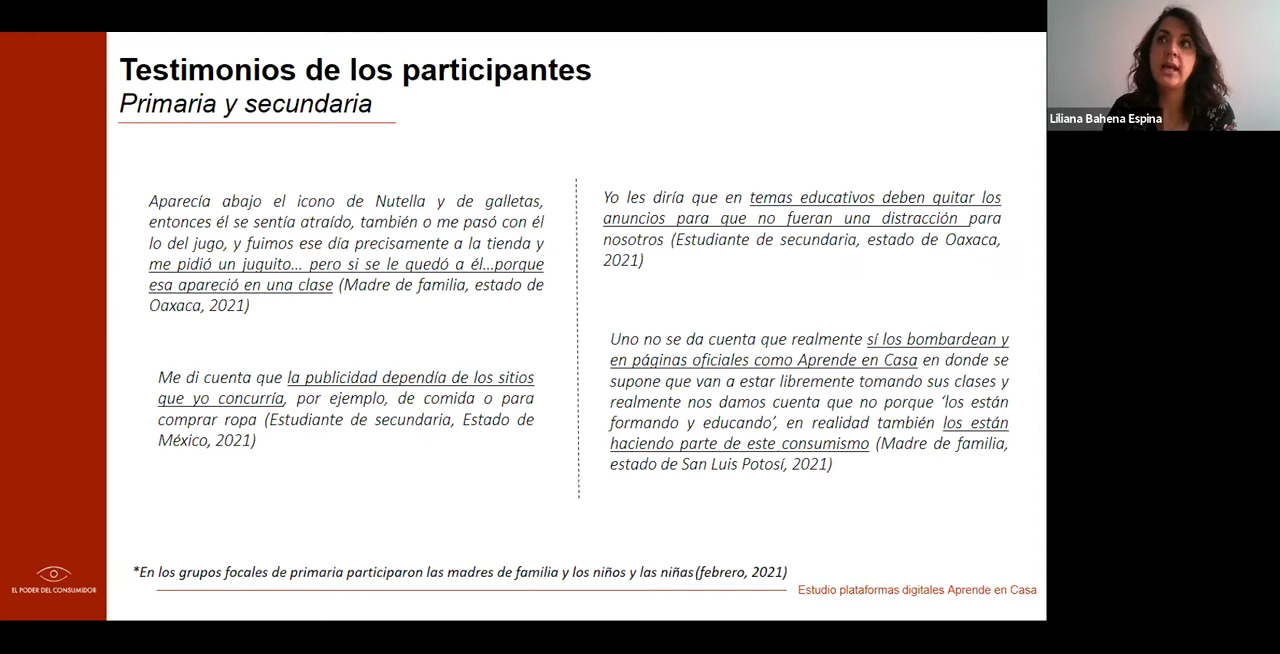 Testimonios de los participantes
Primaria y secundaria
Aparecía abajo el icono de Nutella y de galletas,
entonces él se sentía atraído, también o me pasó con él
lo del jugo, y fuimos ese día precisamente a la tienda y
me pidió un juguito... pero si se le quedó a él...porque
esa apareció en una clase (Madre de familia, estado de
Oaxaca, 2021)
Me di cuenta que la publicidad dependía de los sitios
que yo concurría, por ejemplo, de comida o para
comprar ropa (Estudiante de secundaria, Estado de
México, 2021)
Yo les diría que en temas educativos deben quitar los
anuncios para que no fueran una distracción para
nosotros (Estudiante de secundaria, estado de Oaxaca,
2021)
Uno no se da cuenta que realmente sí los bombardean y
en páginas oficiales como Aprende en Casa en donde se
supone que van a estar libremente tomando sus clases y
realmente nos damos cuenta que no porque ‘los están
formando y educando’, en realidad también los están
haciendo parte de este consumismo (Madre de familia,
estado de San Luis Potosí, 2021)
*En los grupos focales de primaria participaron las madres de familia y los niños y las niñas(febrero, 2021)
Estudio plataformas digitales Aprende en Casa
EL PODER DEL CONSUMIDOR
Liliana Bahena Espina